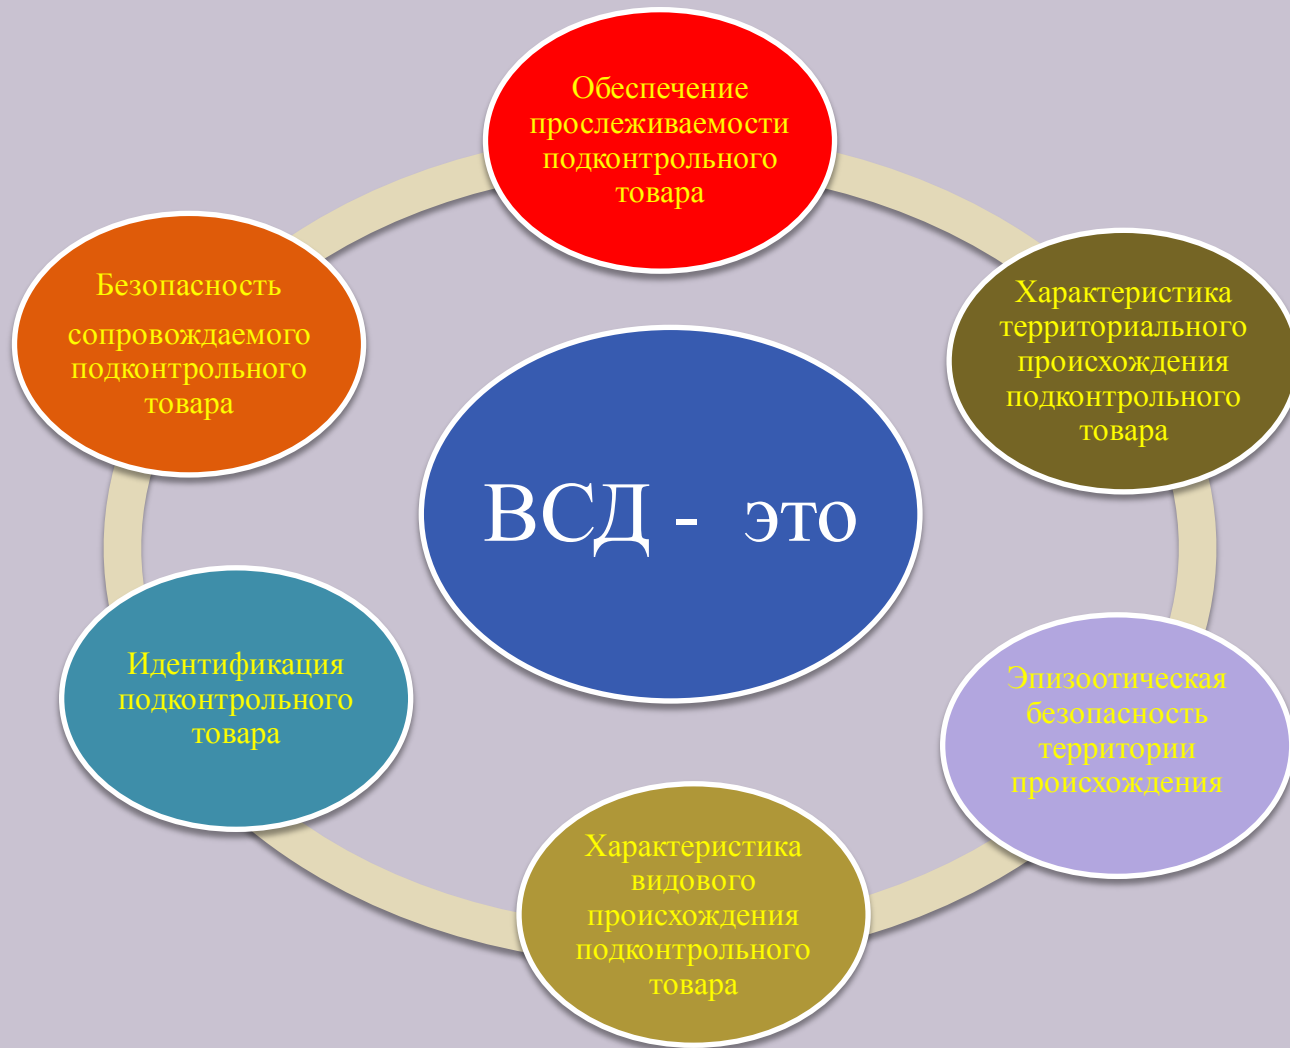 Обеспечение
прослеживаемости
подконтрольного
товара
Характеристика
территориального
происхождения
подконтрольного
товара
Эпизоотическая
безопасность
территории
происхождения
Характеристика
видового
происхождения
подконтрольного
товара
Идентификация
подконтрольного
товара
Безопасность
сопровождаемого
подконтрольного
товара
ВСД - это